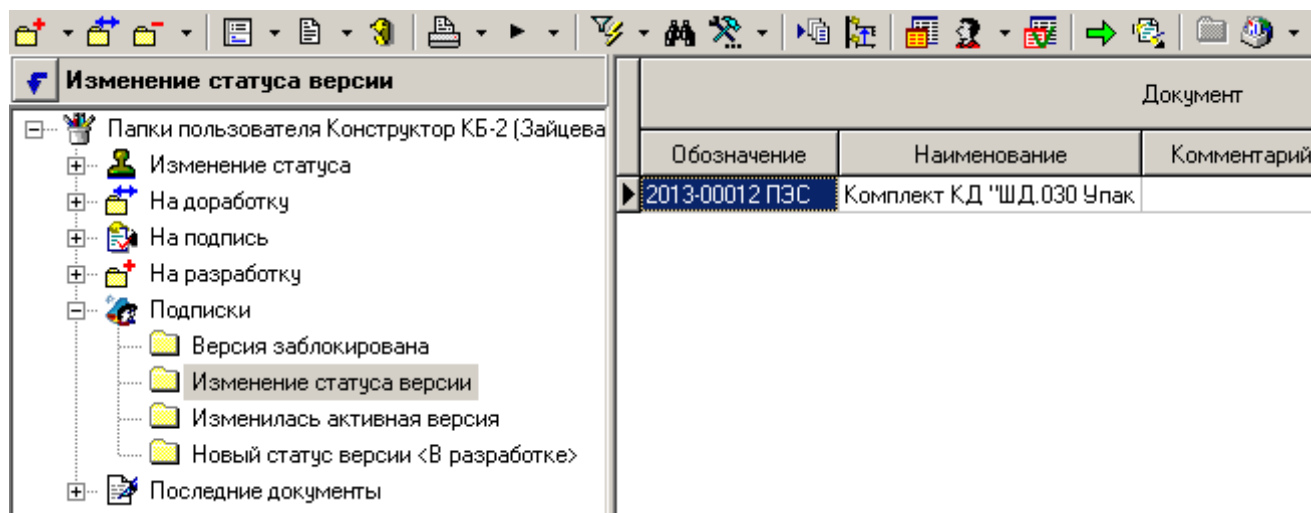 Изменение статуса версии
Папки пользователя Конструктор КБ-2 (Зайцева
Изменение статуса
На доработку
На подпись
На разработку
Подписки
Версия заблокирована
Изменение статуса версии
Изменилась активная версия
Новый статус версии <В разработке>
Последние документы
Документ
Обозначение Наименование Комментарий
2013-00012 ПЭС Комплект КД "ШД.030 Упак